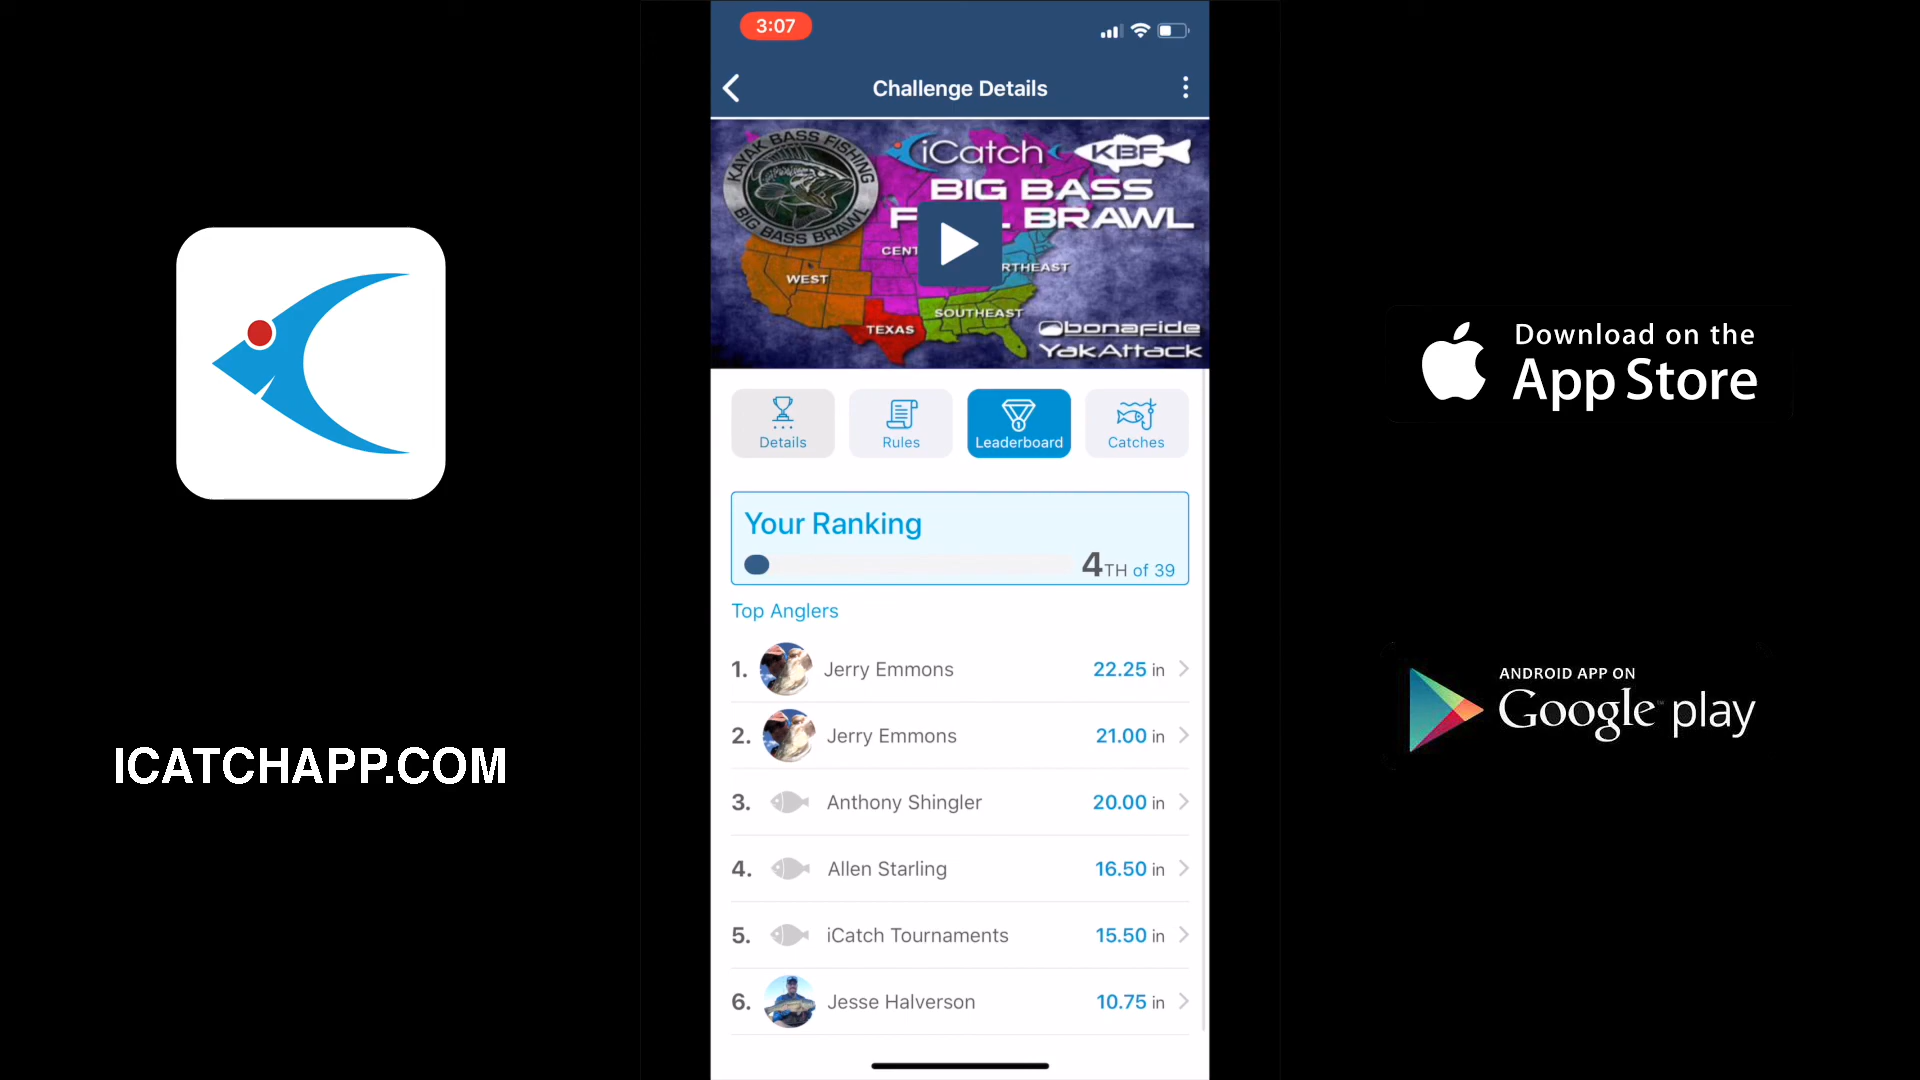 3:07
Challenge Details
KAYAK BASS FISHING
BIG BASS BRAWL
iCatch KBF
BIG BASS
BRAWL
WEST
SOUTHEAST
TEXAS
bonafide
YakAttack
Details
Rules
Leaderboard
Catches
Your Ranking
4TH of 39
Top Anglers
1. Jerry Emmons 22.25 in
2. Jerry Emmons 21.00 in
3. Anthony Shingler 20.00 in
4. Allen Starling 16.50 in
5. iCatch Tournaments 15.50 in
6. Jesse Halverson 10.75 in
ICATCHAPP.COM
Download on the
App Store
ANDROID APP ON
Google play